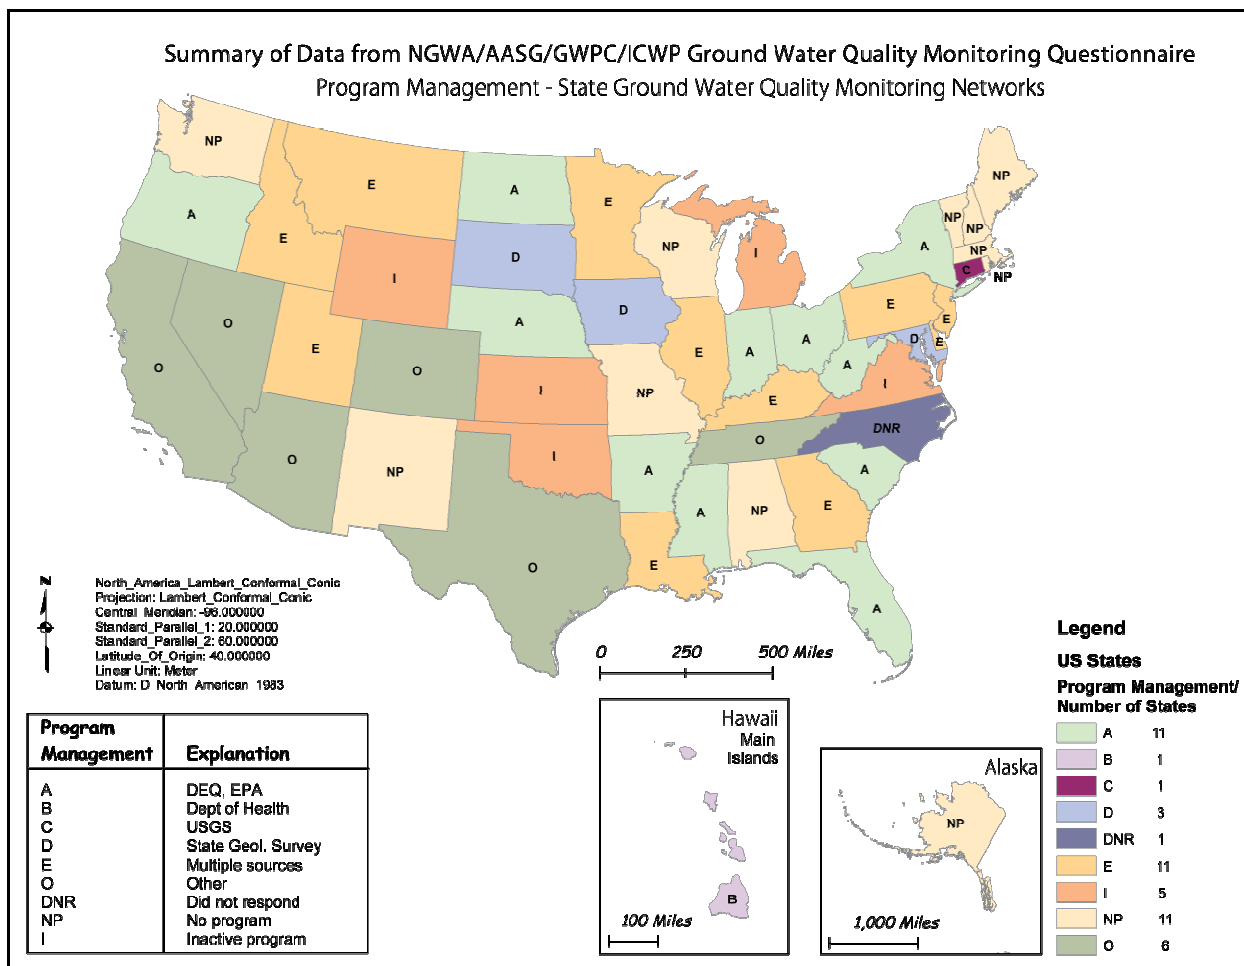 Summary of Data from NGWA/AASG/GWPC/ICWP Ground Water Quality Monitoring Questionnaire
Program Management - State Ground Water Quality Monitoring Networks
NP
E
A
E
NP
A
E
D
NP
I
A
NP
NP
NP
NP
C
NP
I
O
O
E
O
A
D
E
A
A
A
E
E
D
E
I
NP
I
E
O
DNR
O
NP
I
A
A
A
NP
E
O
E
A
N
North_America_Lambert_Conformal_Conic
Projection: Lambert_Conformal_Conic
Central_Meridian: -96.000000
Standard_Parallel_1: 20.000000
Standard_Parallel_2: 60.000000
Latitude_Of_Origin: 40.000000
Linear Unit: Meter
Datum: D_North_American_1983
0 250 500 Miles
Program Management Explanation
A DEQ, EPA
B Dept of Health
C USGS
D State Geol. Survey
E Multiple sources
O Other
DNR Did not respond
NP No program
I Inactive program
Hawaii
Main
Islands
B
100 Miles
Alaska
NP
1,000 Miles
Legend
US States
Program Management/
Number of States
A 11
B 1
C 1
D 3
DNR 1
E 11
I 5
NP 11
O 6